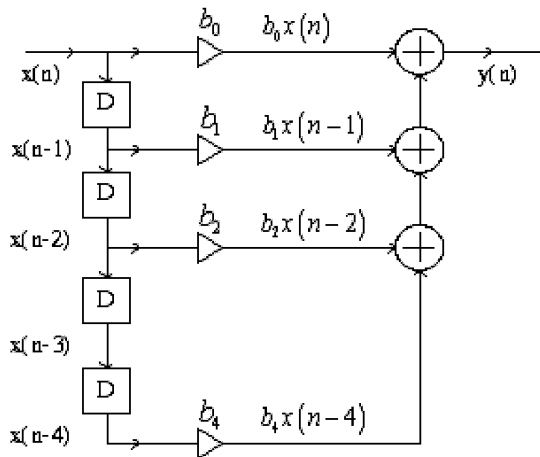 b₀ b₀x(n)
x(n) y(n)
D
b₁ b₁x(n−1)
x(n-1)
D
b₂ b₂x(n−2)
x(n-2)
D
x(n-3)
D
b₄ b₄x(n−4)
x(n-4)